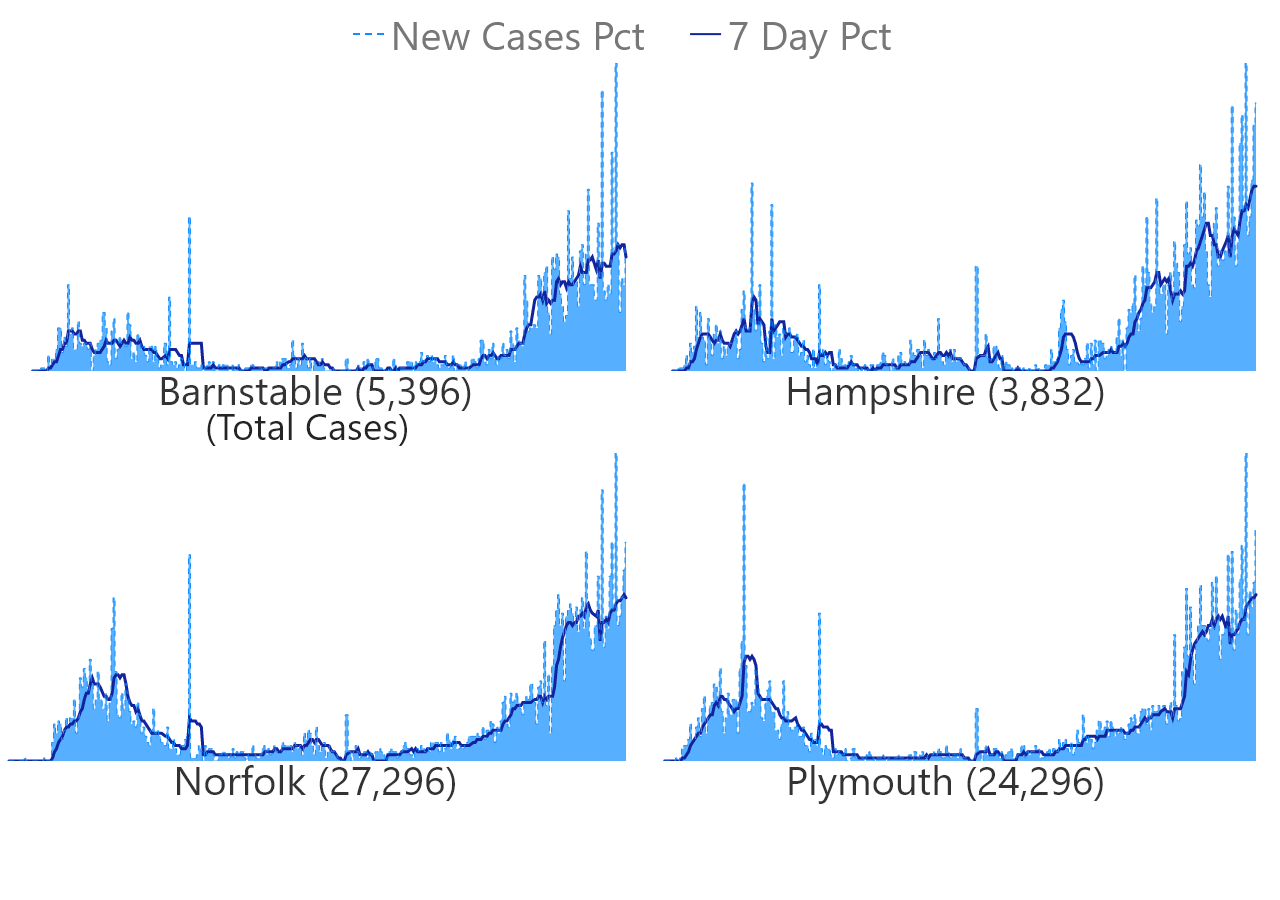 New Cases Pct 7 Day Pct
Barnstable (5,396) Hampshire (3,832)
(Total Cases)
Norfolk (27,296) Plymouth (24,296)